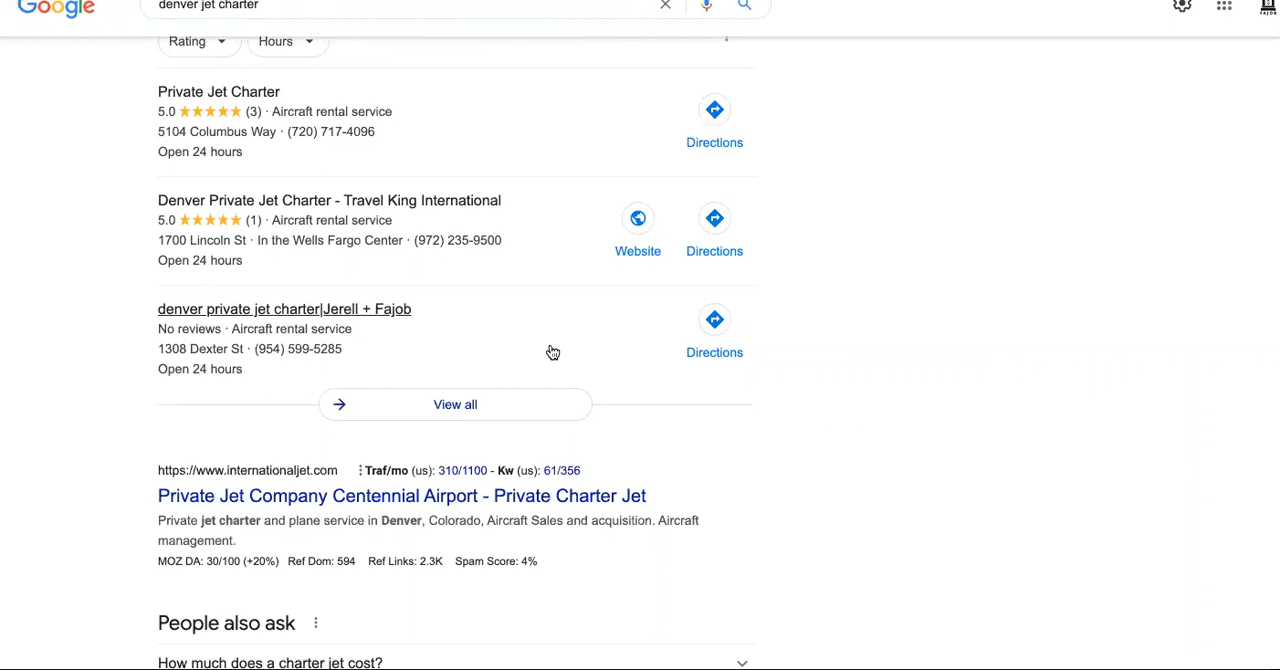 Google
denver jet charter
Rating
Hours
Private Jet Charter
5.0 ★★★★★ (3) · Aircraft rental service
5104 Columbus Way · (720) 717-4096
Open 24 hours
Directions
Denver Private Jet Charter - Travel King International
5.0 ★★★★★ (1) · Aircraft rental service
1700 Lincoln St · In the Wells Fargo Center · (972) 235-9500
Open 24 hours
Website
Directions
denver private jet charter|Jerell + Fajob
No reviews · Aircraft rental service
1308 Dexter St · (954) 599-5285
Open 24 hours
Directions
View all
https://www.internationaljet.com
Traf/mo (us): 310/1100 - Kw (us): 61/356
Private Jet Company Centennial Airport - Private Charter Jet
Private jet charter and plane service in Denver, Colorado, Aircraft Sales and acquisition. Aircraft
management.
MOZ DA: 30/100 (+20%) Ref Dom: 594 Ref Links: 2.3K Spam Score: 4%
People also ask
How much does a charter jet cost?